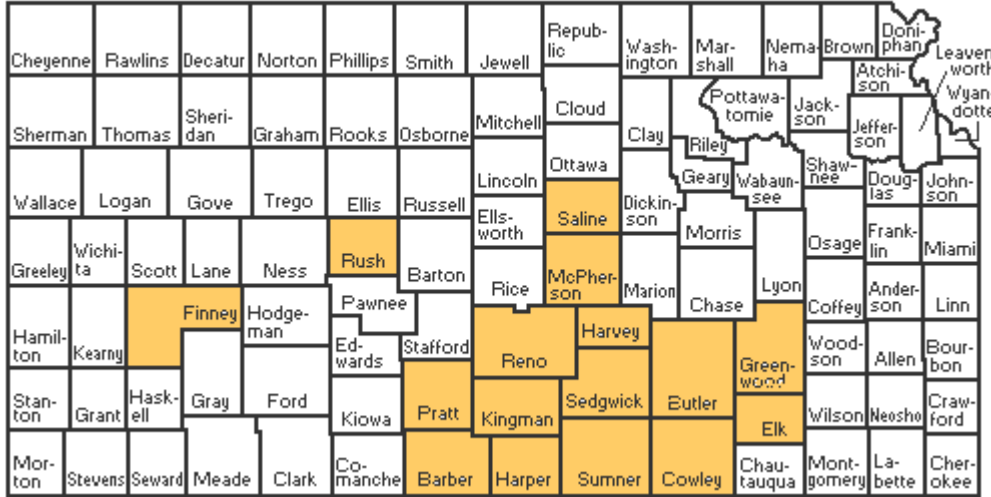 Cheyenne
Rawlins
Decatur
Norton
Phillips
Smith
Jewell
Repub-
lic
Wash-
ington
Mar-
shall
Nema-
ha
Brown
Doni-
phan
Leaven
worth
Atchi-
son
Wyan
dotte
Sherman
Thomas
Sheri-
dan
Graham
Rooks
Osborne
Mitchell
Cloud
Clay
Pottawa-
tomie
Jack-
son
Jeffer-
son
Riley
Ottawa
Lincoln
Geary
Wabaun-
see
Shaw-
nee
Doug-
las
John-
son
Wallace
Logan
Gove
Trego
Ellis
Russell
Ells-
worth
Saline
Dickin-
son
Morris
Osage
Frank-
lin
Miami
Greeley
Wichi-
ta
Scott
Lane
Ness
Rush
Barton
Rice
McPher-
son
Marion
Chase
Lyon
Coffey
Ander-
son
Linn
Hamil-
ton
Kearny
Finney
Hodge-
man
Pawnee
Ed-
wards
Stafford
Reno
Harvey
Butler
Green-
wood
Wood-
son
Allen
Bour-
bon
Stan-
ton
Grant
Hask-
ell
Gray
Ford
Kiowa
Pratt
Kingman
Sedgwick
Elk
Wilson
Neosho
Craw-
ford
Mor-
ton
Stevens
Seward
Meade
Clark
Co-
manche
Barber
Harper
Sumner
Cowley
Chau-
tauqua
Mont-
gomery
La-
bette
Cher-
okee